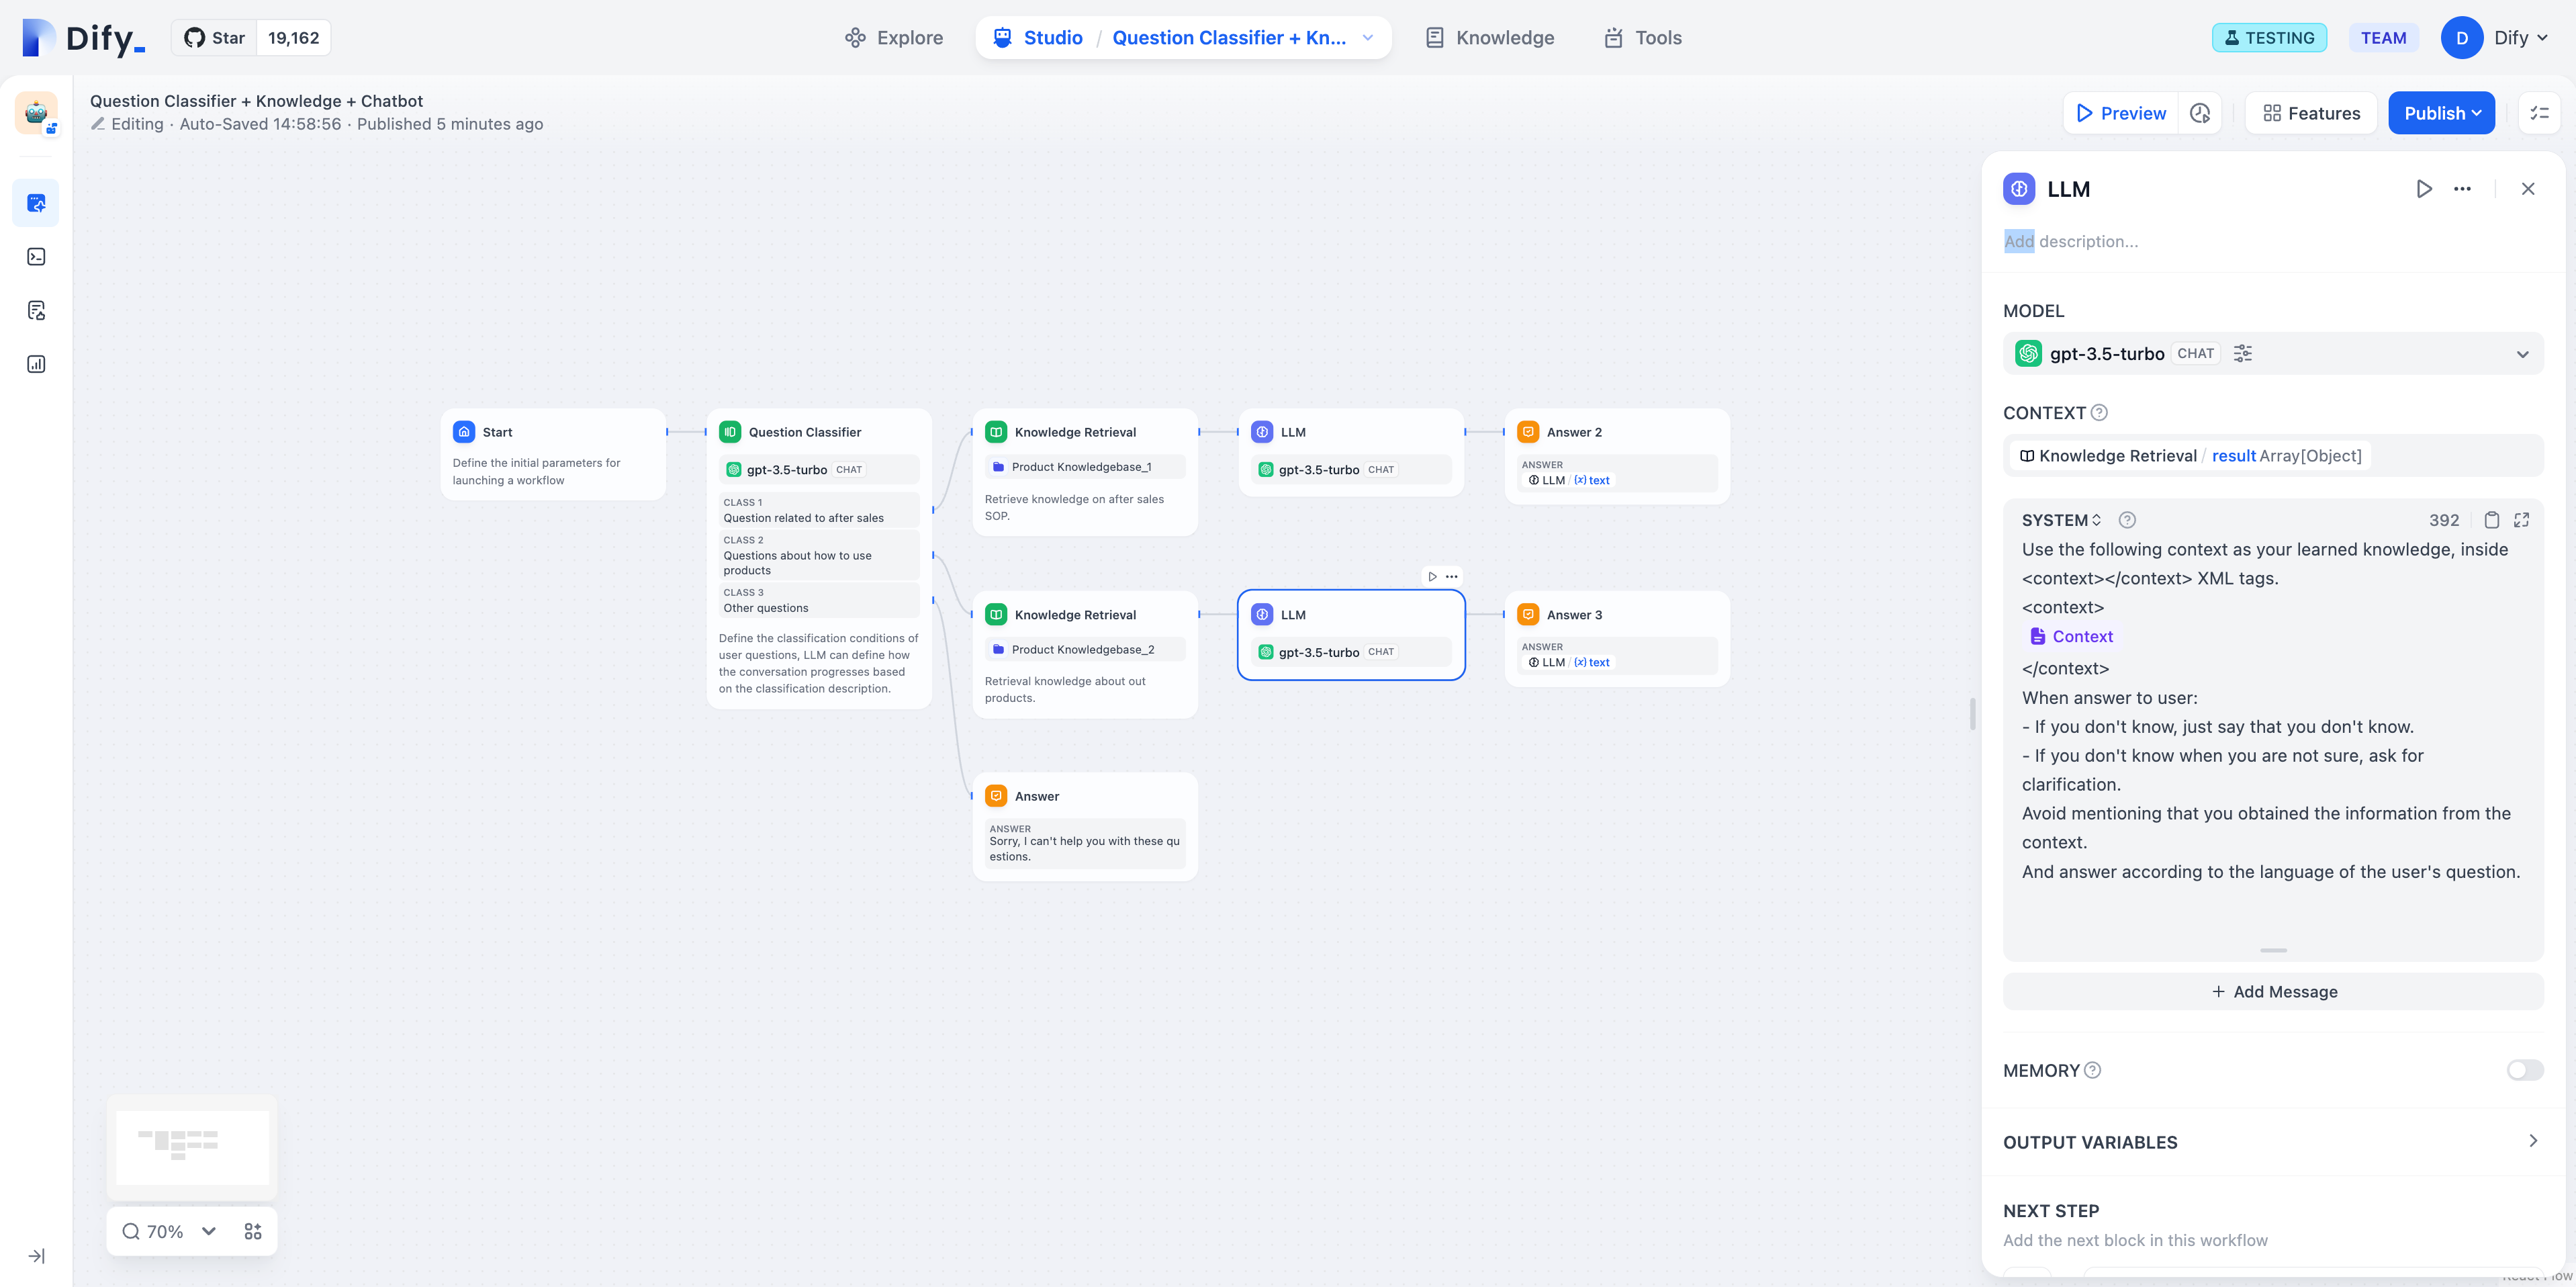 Dify_
Star 19,162
Explore
Studio / Question Classifier + Kn...
Knowledge
Tools
TESTING
TEAM
D Dify
Question Classifier + Knowledge + Chatbot
Editing · Auto-Saved 14:58:56 · Published 5 minutes ago
Preview
Features
Publish
Start
Define the initial parameters for
launching a workflow
Question Classifier
gpt-3.5-turbo CHAT
CLASS 1
Question related to after sales
CLASS 2
Questions about how to use
products
CLASS 3
Other questions
Define the classification conditions of
user questions, LLM can define how
the conversation progresses based
on the classification description.
Knowledge Retrieval
Product Knowledgebase_1
Retrieve knowledge on after sales
SOP.
LLM
gpt-3.5-turbo CHAT
Answer 2
ANSWER
LLM / (x) text
Knowledge Retrieval
Product Knowledgebase_2
Retrieval knowledge about out
products.
LLM
gpt-3.5-turbo CHAT
Answer 3
ANSWER
LLM / (x) text
Answer
ANSWER
Sorry, I can't help you with these qu
estions.
70%
LLM
Add description...
MODEL
gpt-3.5-turbo CHAT
CONTEXT
Knowledge Retrieval / result Array[Object]
SYSTEM 392
Use the following context as your learned knowledge, inside
<context></context> XML tags.
<context>
Context
</context>
When answer to user:
- If you don't know, just say that you don't know.
- If you don't know when you are not sure, ask for
clarification.
Avoid mentioning that you obtained the information from the
context.
And answer according to the language of the user's question.
+ Add Message
MEMORY
OUTPUT VARIABLES
NEXT STEP
Add the next block in this workflow